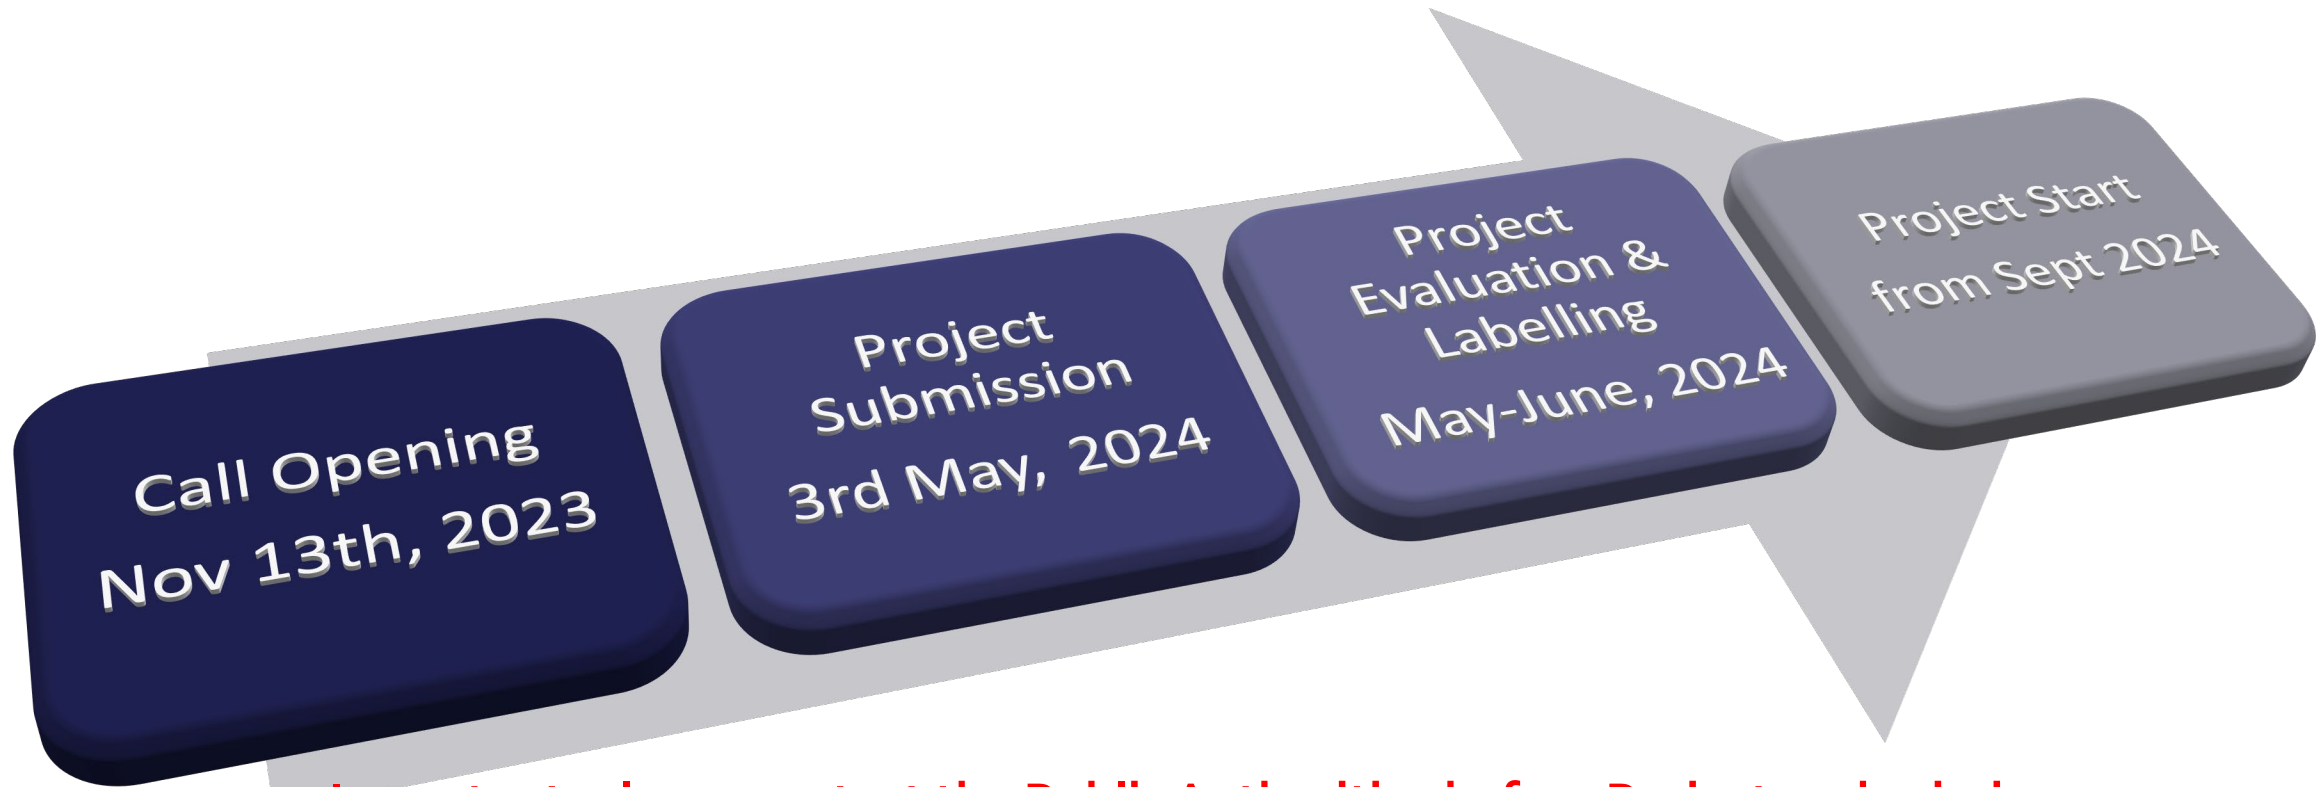 Call Opening
Nov 13th, 2023
Project
Submission
3rd May, 2024
Project
Evaluation &
Labelling
May-June, 2024
Project Start
from Sept 2024